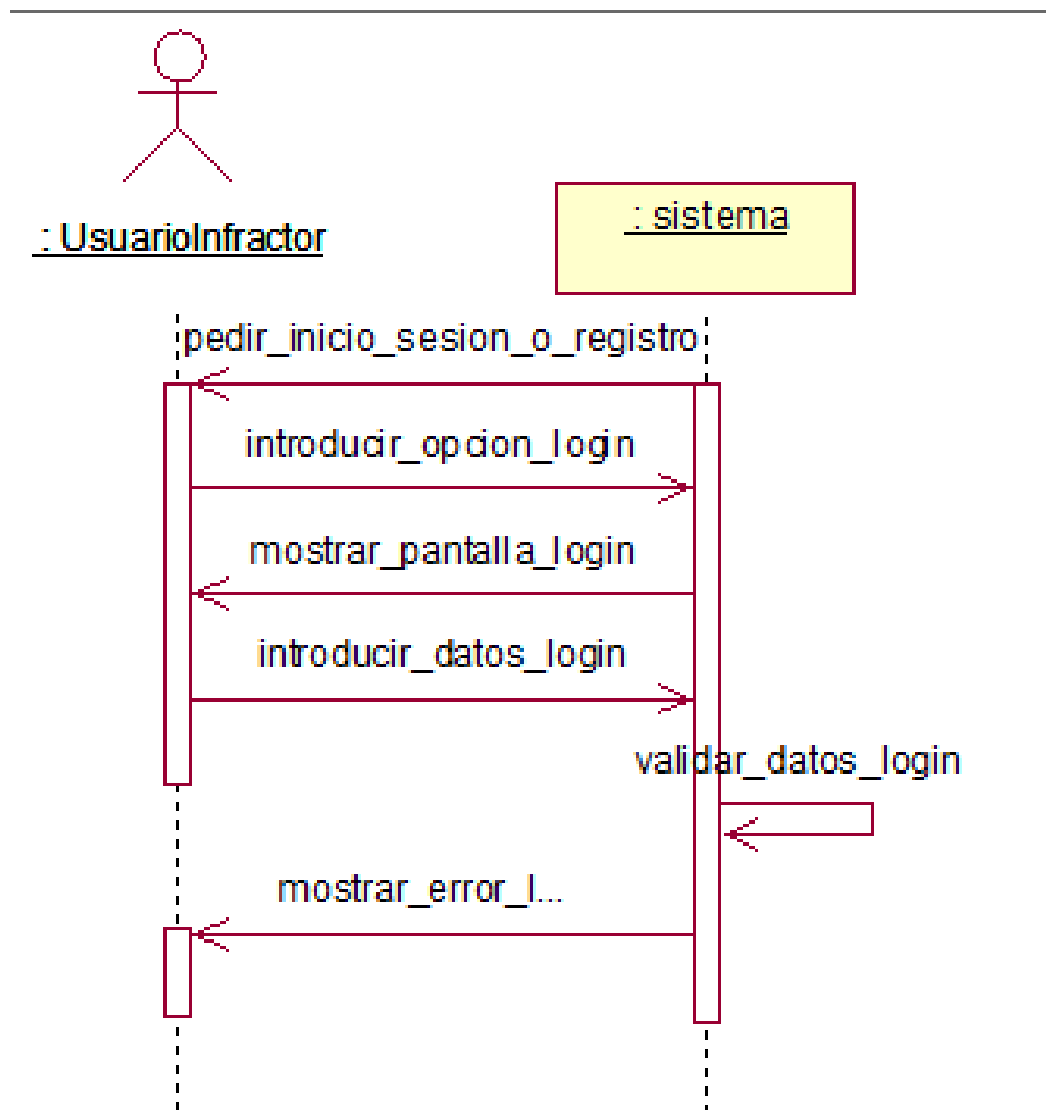 : UsuarioInfractor
: sistema
pedir_inicio_sesion_o_registro
introducir_opcion_login
mostrar_pantalla_login
introducir_datos_login
validar_datos_login
mostrar_error_l...